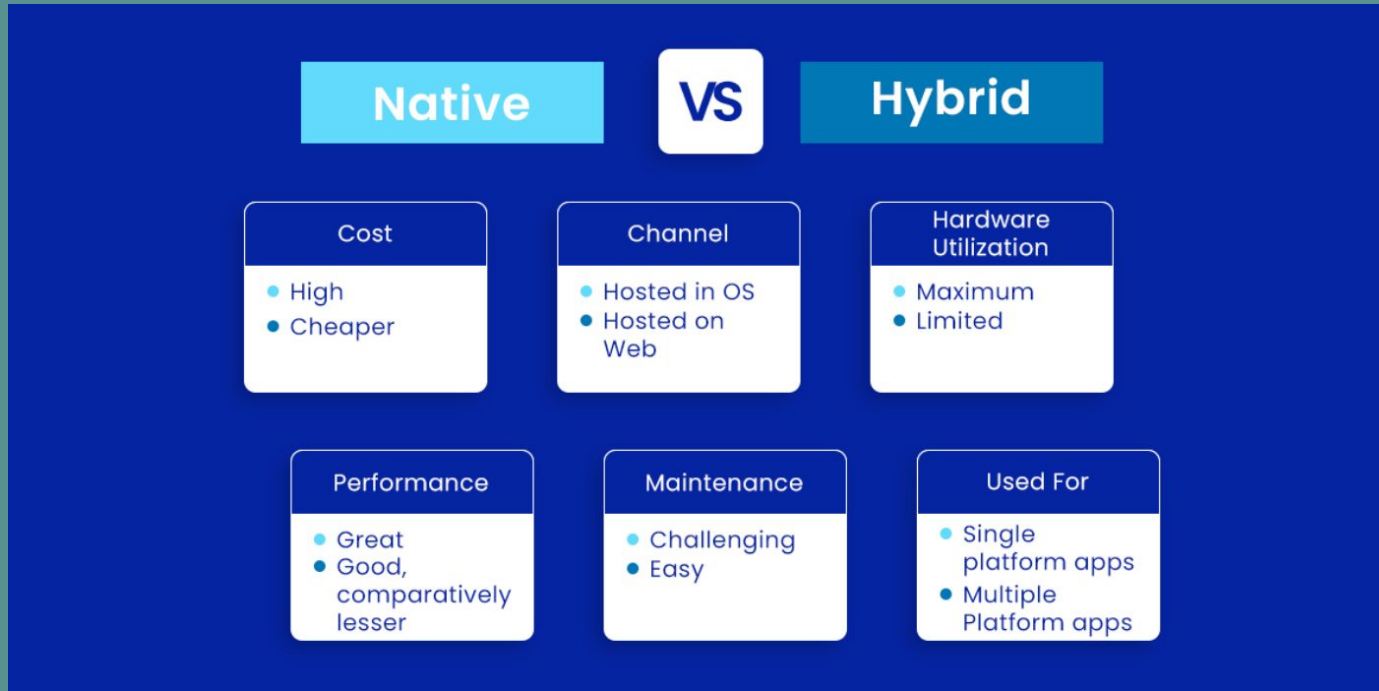 Native
VS
Hybrid
Cost
High
Cheaper
Channel
Hosted in OS
Hosted on
Web
Hardware
Utilization
Maximum
Limited
Performance
Great
Good,
comparatively
lesser
Maintenance
Challenging
Easy
Used For
Single
platform apps
Multiple
Platform apps